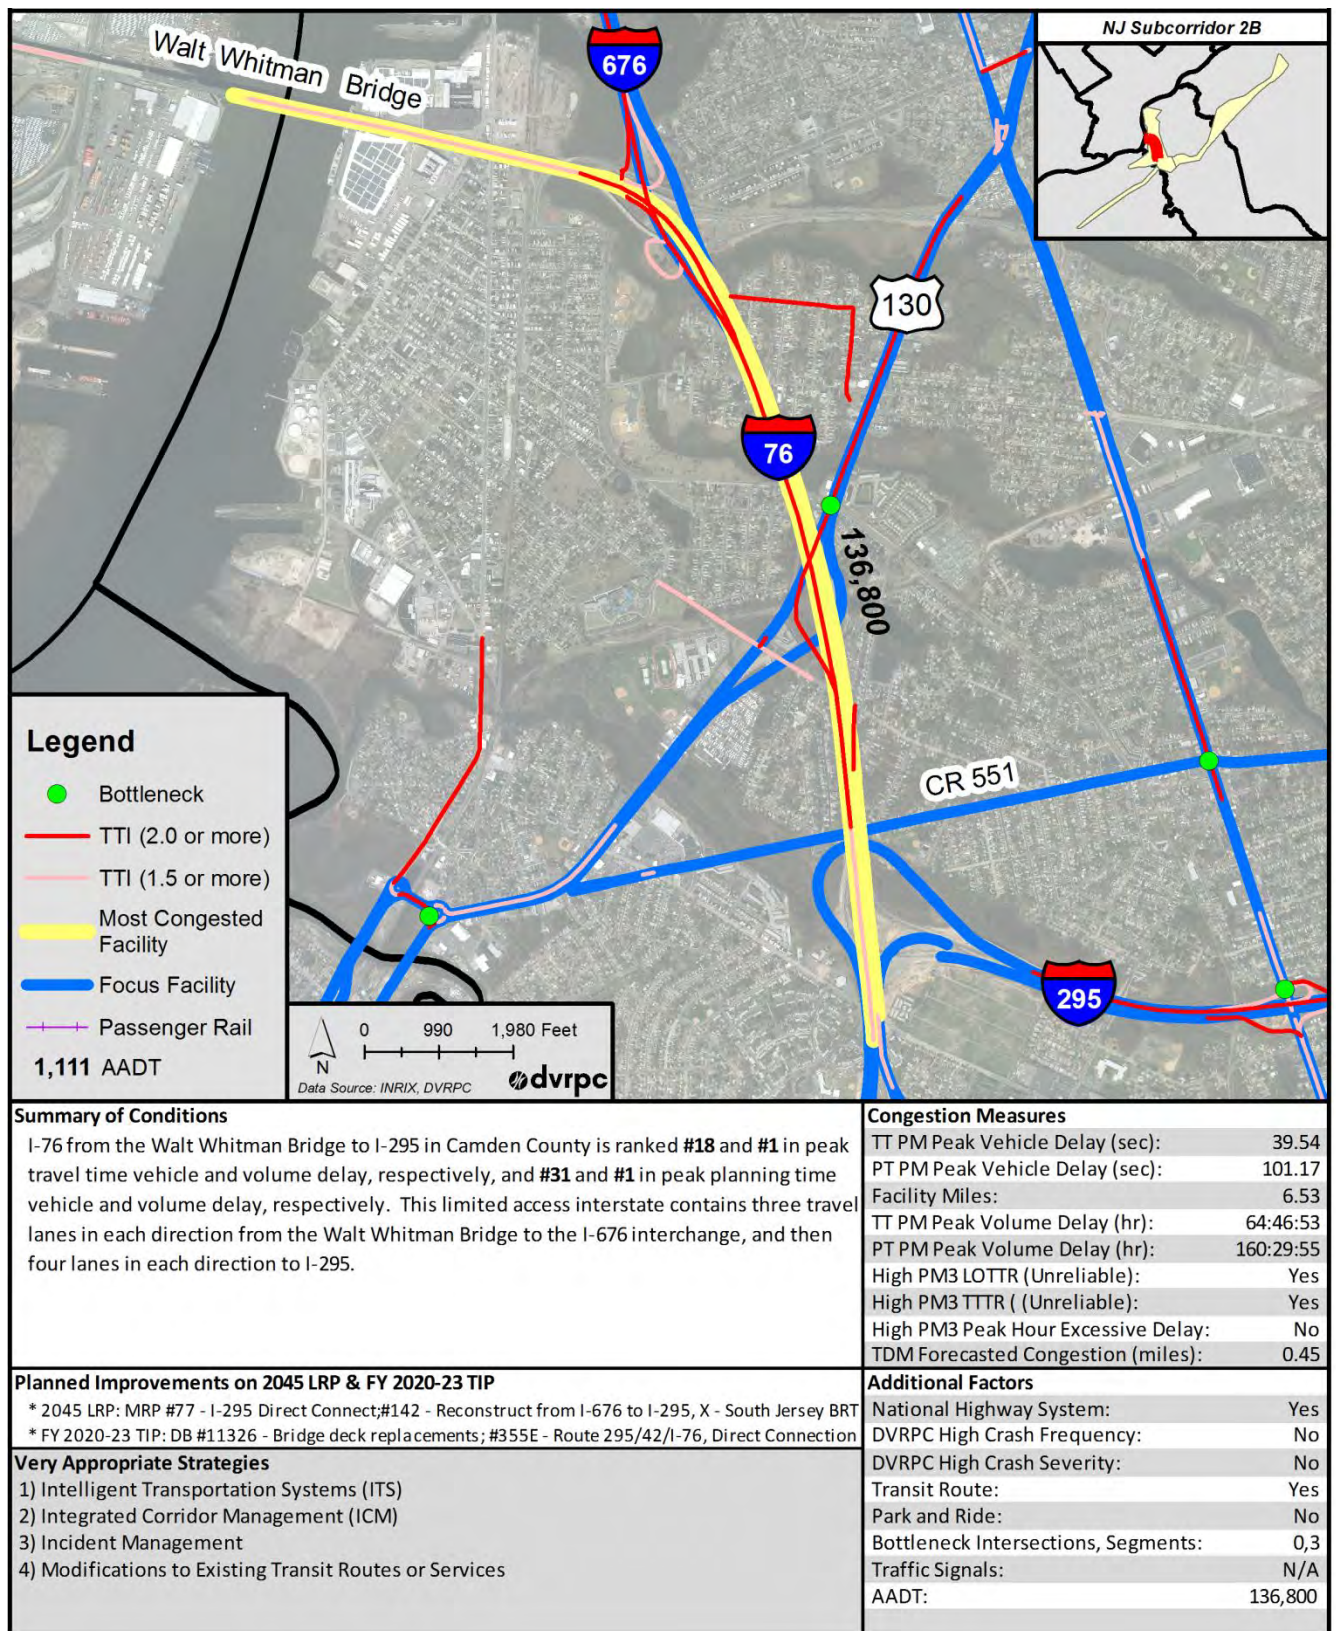 NJ Subcorridor 2B
Walt Whitman Bridge
676
130
76
136,800
CR 551
295
Legend
Bottleneck
TTI (2.0 or more)
TTI (1.5 or more)
Most Congested
Facility
Focus Facility
Passenger Rail
1,111 AADT
N
0 990 1,980 Feet
Data Source: INRIX, DVRPC
dvrpc
Summary of Conditions
I-76 from the Walt Whitman Bridge to I-295 in Camden County is ranked #18 and #1 in peak
travel time vehicle and volume delay, respectively, and #31 and #1 in peak planning time
vehicle and volume delay, respectively. This limited access interstate contains three travel
lanes in each direction from the Walt Whitman Bridge to the I-676 interchange, and then
four lanes in each direction to I-295.
Congestion Measures
TT PM Peak Vehicle Delay (sec): 39.54
PT PM Peak Vehicle Delay (sec): 101.17
Facility Miles: 6.53
TT PM Peak Volume Delay (hr): 64:46:53
PT PM Peak Volume Delay (hr): 160:29:55
High PM3 LOTTR (Unreliable): Yes
High PM3 TTTR ( (Unreliable): Yes
High PM3 Peak Hour Excessive Delay: No
TDM Forecasted Congestion (miles): 0.45
Planned Improvements on 2045 LRP & FY 2020-23 TIP
* 2045 LRP: MRP #77 - I-295 Direct Connect;#142 - Reconstruct from I-676 to I-295, X - South Jersey BRT
* FY 2020-23 TIP: DB #11326 - Bridge deck replacements; #355E - Route 295/42/I-76, Direct Connection
Very Appropriate Strategies
1) Intelligent Transportation Systems (ITS)
2) Integrated Corridor Management (ICM)
3) Incident Management
4) Modifications to Existing Transit Routes or Services
Additional Factors
National Highway System: Yes
DVRPC High Crash Frequency: No
DVRPC High Crash Severity: No
Transit Route: Yes
Park and Ride: No
Bottleneck Intersections, Segments: 0,3
Traffic Signals: N/A
AADT: 136,800